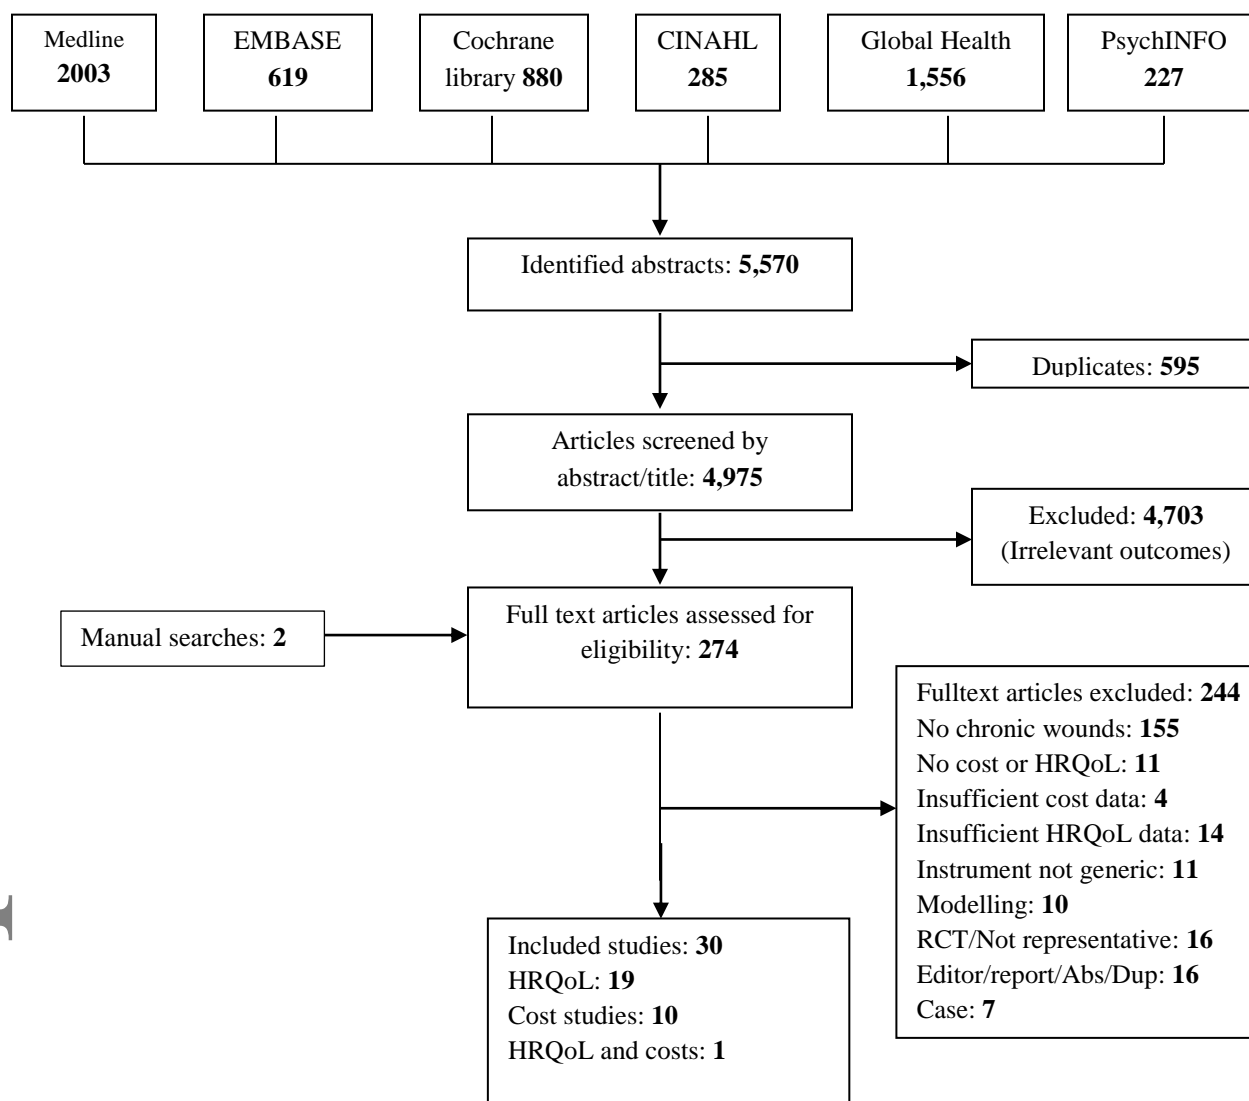 Medline
2003
EMBASE
619
Cochrane
library 880
CINAHL
285
Global Health
1,556
PsychINFO
227
Identified abstracts: 5,570
Duplicates: 595
Articles screened by
abstract/title: 4,975
Excluded: 4,703
(Irrelevant outcomes)
Manual searches: 2
Full text articles assessed for
eligibility: 274
Fulltext articles excluded: 244
No chronic wounds: 155
No cost or HRQoL: 11
Insufficient cost data: 4
Insufficient HRQoL data: 14
Instrument not generic: 11
Modelling: 10
RCT/Not representative: 16
Editor/report/Abs/Dup: 16
Case: 7
Included studies: 30
HRQoL: 19
Cost studies: 10
HRQoL and costs: 1